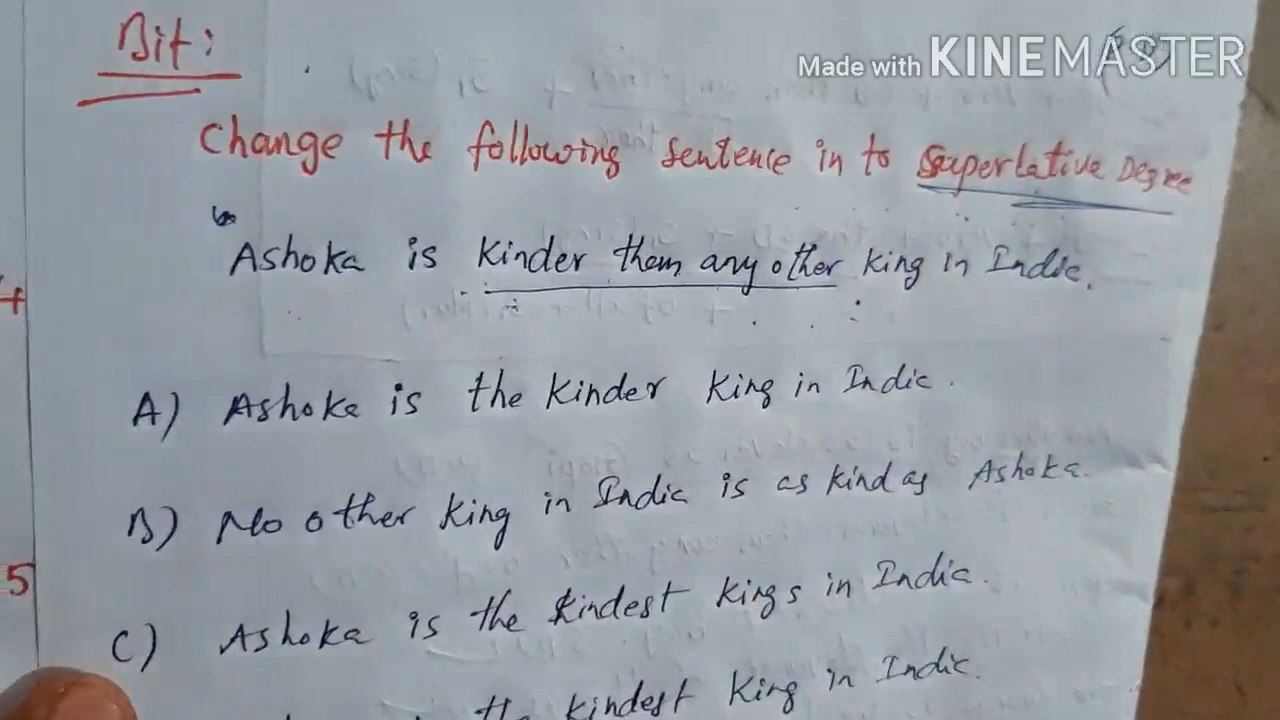 Made with KINEMASTER
Bit:
Change the following sentence in to Superlative Degree
Ashoka is kinder than any other king in India.
A) Ashoka is the kinder king in India.
B) No other king in India is as kind as Ashoka.
C) Ashoka is the kindest kings in India.
the kindest king in India.
4
5